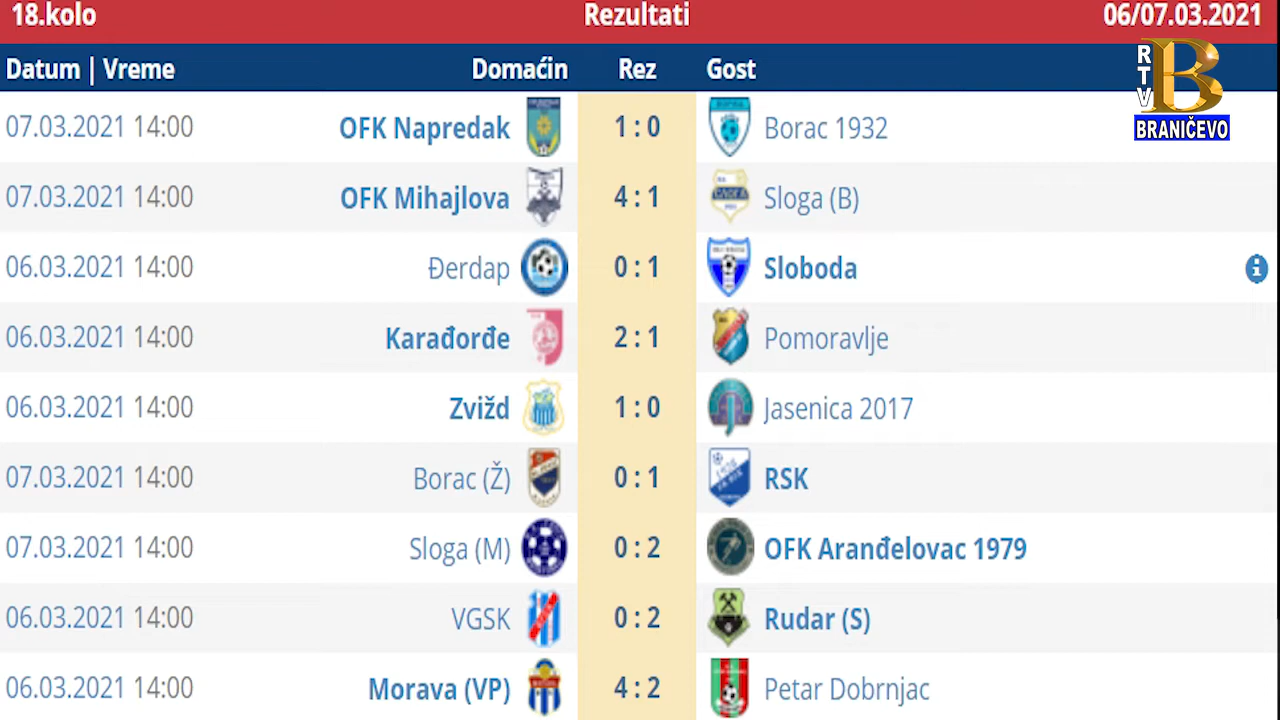 18.kolo Rezultati 06/07.03.2021
Datum | Vreme Domaćin Rez Gost
RTV B BRANIČEVO
07.03.2021 14:00 OFK Napredak 1 : 0 Borac 1932
07.03.2021 14:00 OFK Mihajlova 4 : 1 Sloga (B)
06.03.2021 14:00 Đerdap 0 : 1 Sloboda
06.03.2021 14:00 Karađorđe 2 : 1 Pomoravlje
06.03.2021 14:00 Zvižd 1 : 0 Jasenica 2017
07.03.2021 14:00 Borac (Ž) 0 : 1 RSK
07.03.2021 14:00 Sloga (M) 0 : 2 OFK Aranđelovac 1979
06.03.2021 14:00 VGSK 0 : 2 Rudar (S)
06.03.2021 14:00 Morava (VP) 4 : 2 Petar Dobrnjac